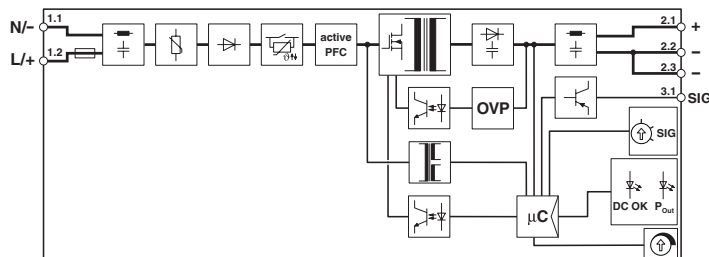 N/-
1.1
L/+
1.2
active
PFC
2.1
+
2.2
−
2.3
−
3.1
SIG
OVP
SIG
µC
DC OK
POut
ϑ